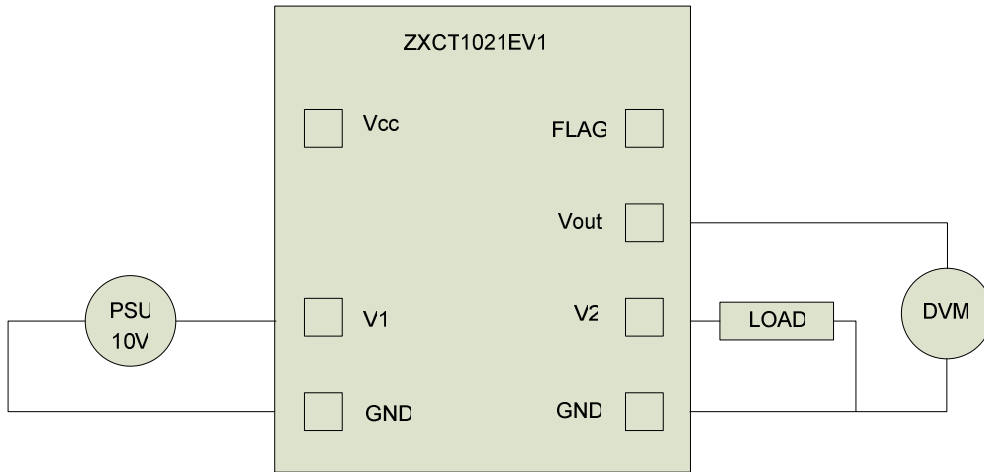 ZXCT1021EV1
Vcc
FLAG
Vout
PSU
10V
V1
V2
LOAD
DVM
GND
GND